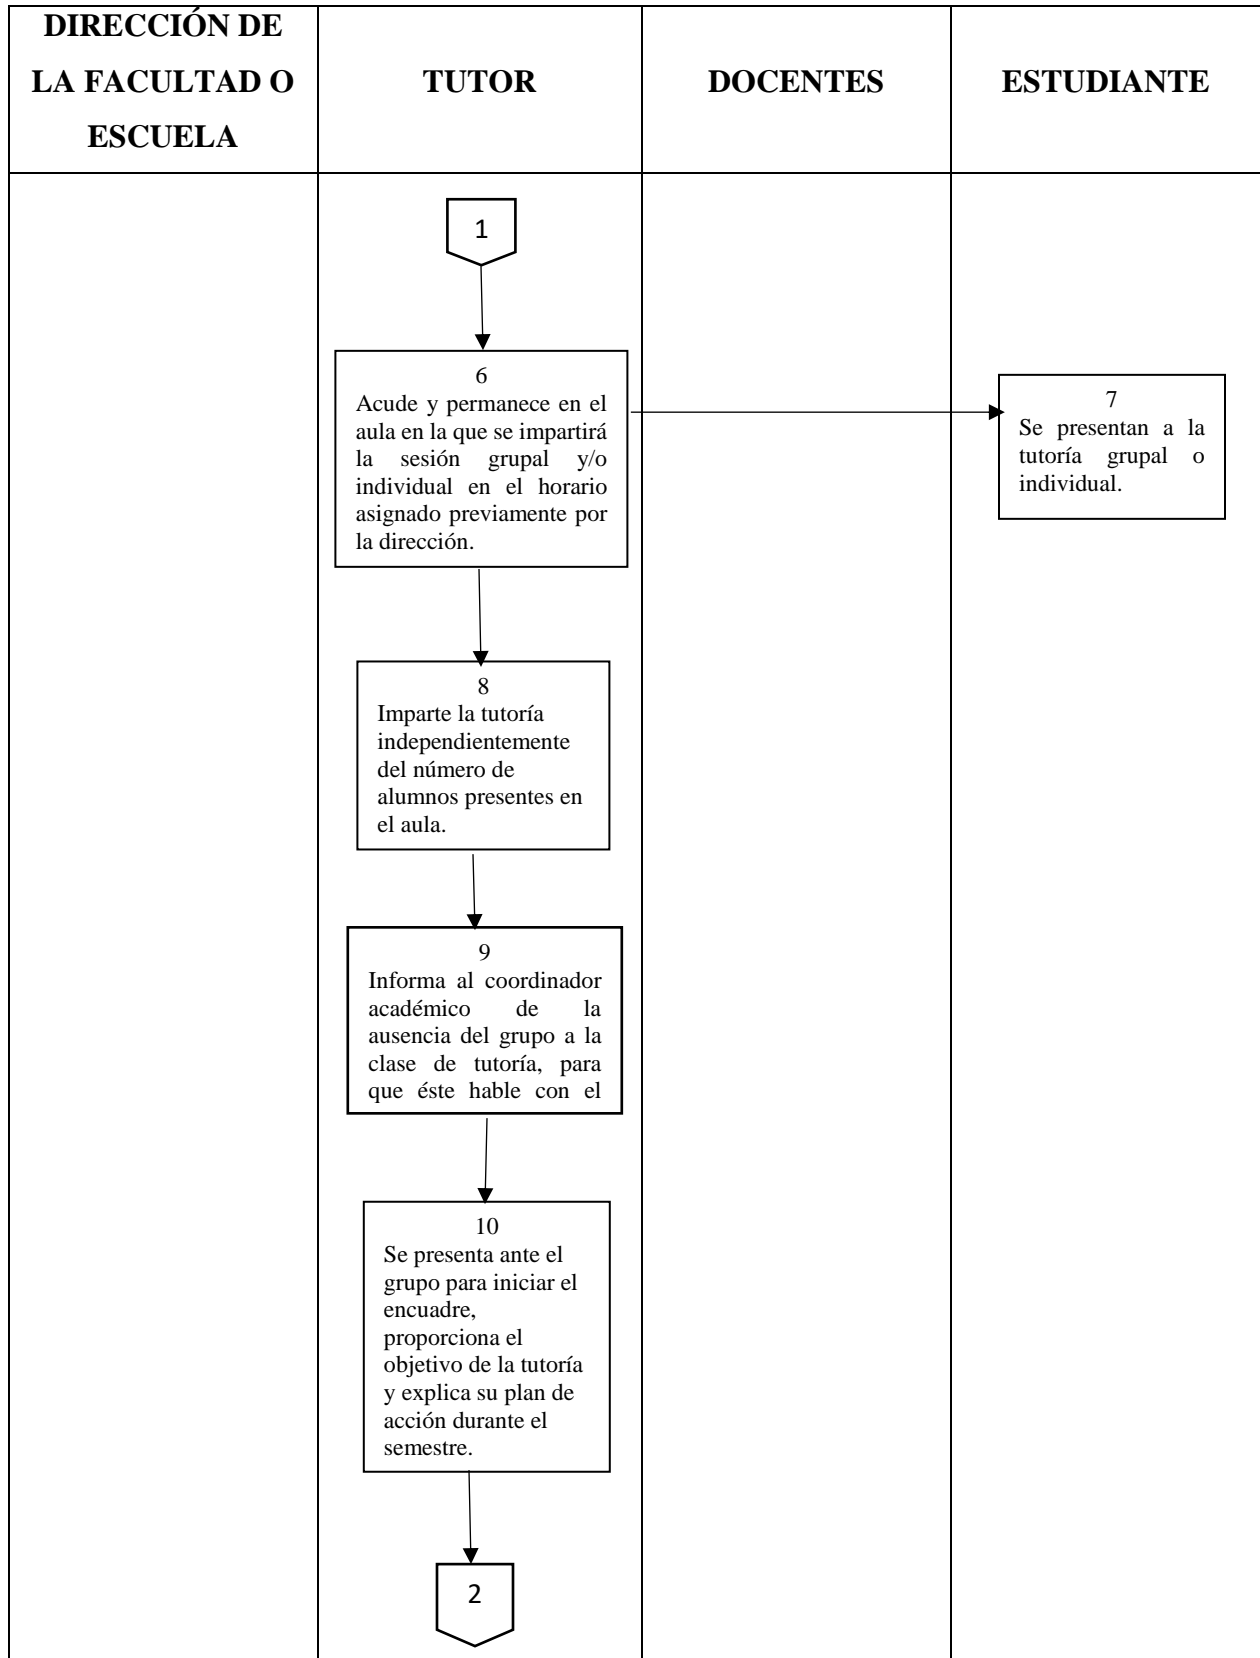 DIRECCIÓN DE
LA FACULTAD O
ESCUELA
TUTOR
DOCENTES
ESTUDIANTE
1
6
Acude y permanece en el
aula en la que se impartirá
la sesión grupal y/o
individual en el horario
asignado previamente por
la dirección.
7
Se presentan a la
tutoría grupal o
individual.
8
Imparte la tutoría
independientemente
del número de
alumnos presentes en
el aula.
9
Informa al coordinador
académico de la
ausencia del grupo a la
clase de tutoría, para
que éste hable con el
10
Se presenta ante el
grupo para iniciar el
encuadre,
proporciona el
objetivo de la tutoría
y explica su plan de
acción durante el
semestre.
2